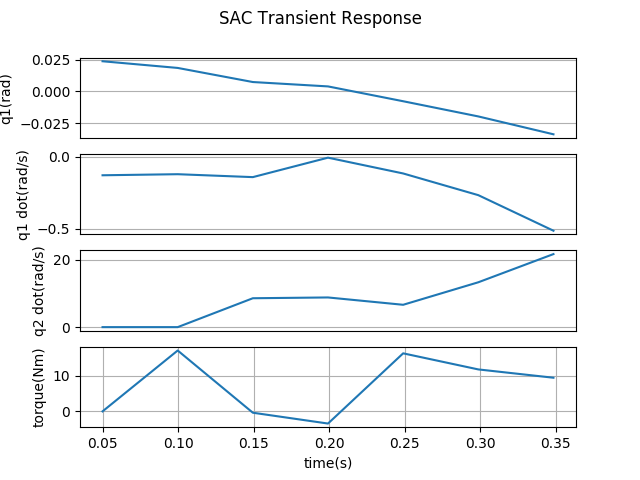 SAC Transient Response
0.025
0.000
−0.025
q1(rad)
0.0
−0.5
q1 dot(rad/s)
20
0
q2 dot(rad/s)
10
0
torque(Nm)
0.05 0.10 0.15 0.20 0.25 0.30 0.35
time(s)